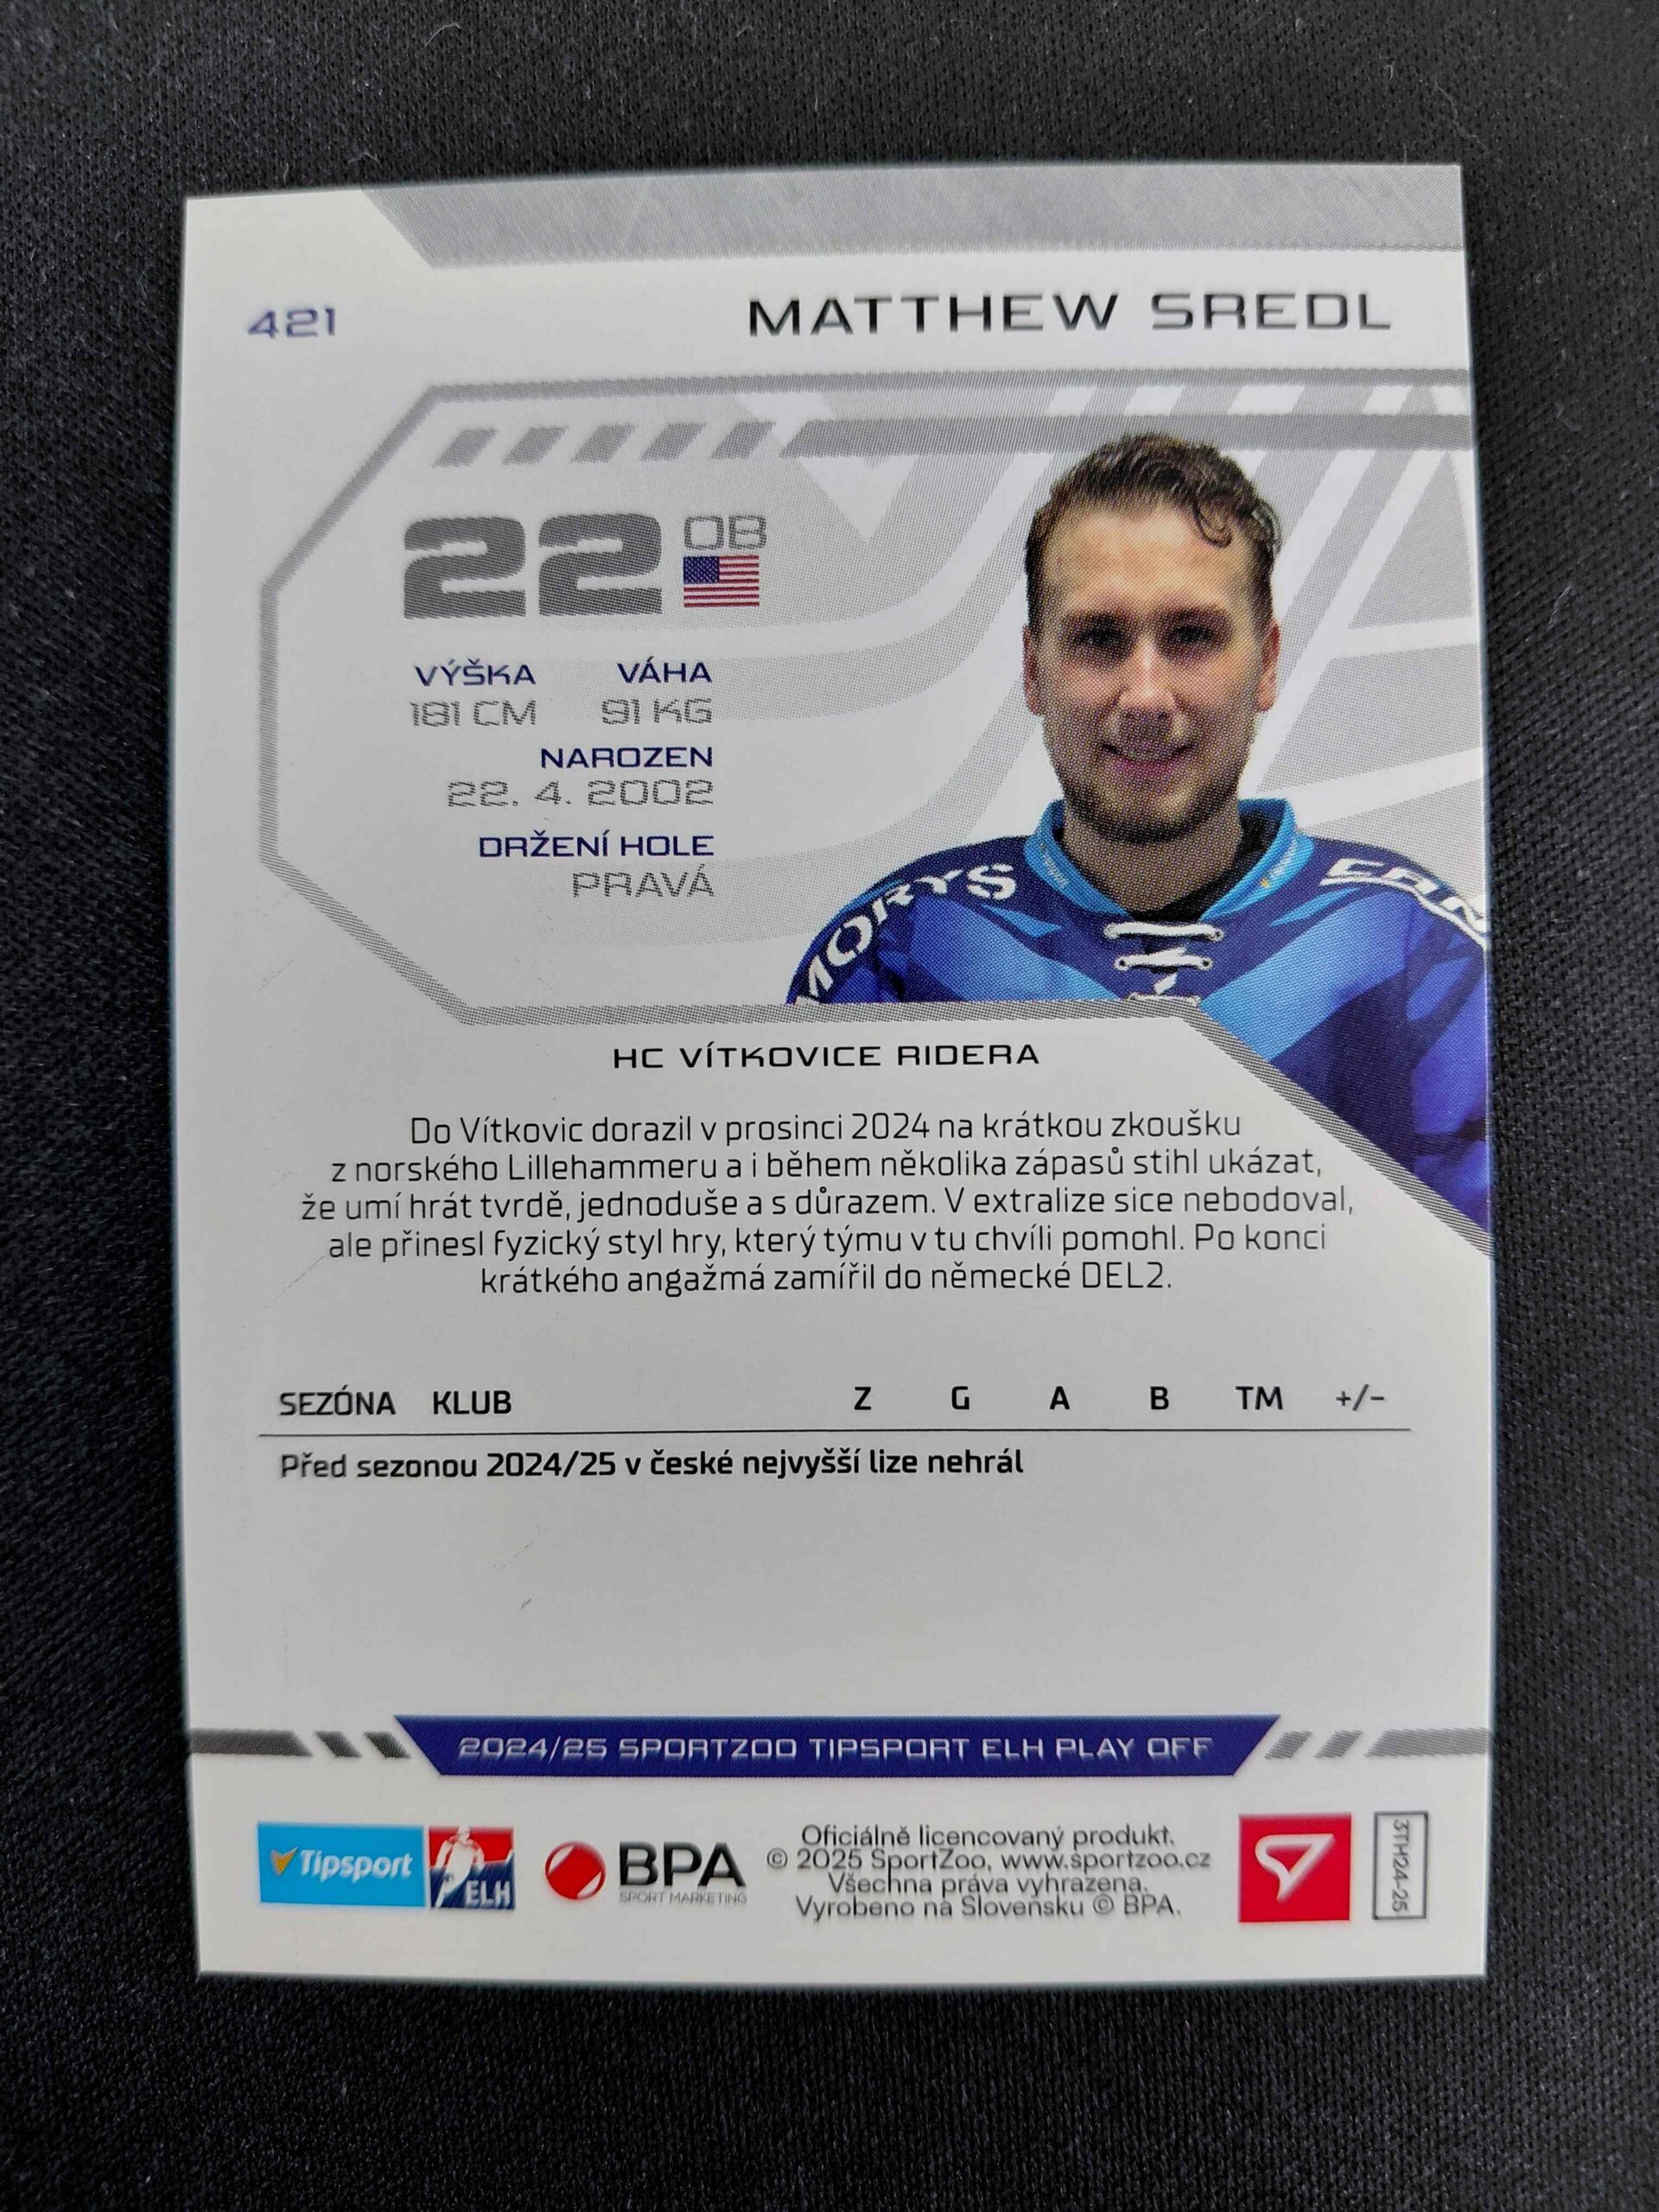 421
MATTHEW SREDL
22
OB
VÝŠKA VÁHA
181 CM 91 KG
NAROZEN
22. 4. 2002
DRŽENÍ HOLE
PRAVÁ
MORYS
HC VÍTKOVICE RIDERA
Do Vítkovic dorazil v prosinci 2024 na krátkou zkoušku
z norského Lillehammeru a i během několika zápasů stihl ukázat,
že umí hrát tvrdě, jednoduše a s důrazem. V extralize sice nebodoval,
ale přinesl fyzický styl hry, který týmu v tu chvíli pomohl. Po konci
krátkého angažmá zamířil do německé DEL2.
SEZÓNA KLUB Z G A B TM +/-
Před sezonou 2024/25 v české nejvyšší lize nehrál
2024/25 SPORTZOO TIPSPORT ELH PLAY OFF
Tipsport
ELH
BPA
SPORT MARKETING
Oficiálně licencovaný produkt.
© 2025 SportZoo, www.sportzoo.cz
Všechna práva vyhrazena.
Vyrobeno na Slovensku © BPA.
3TH24-25